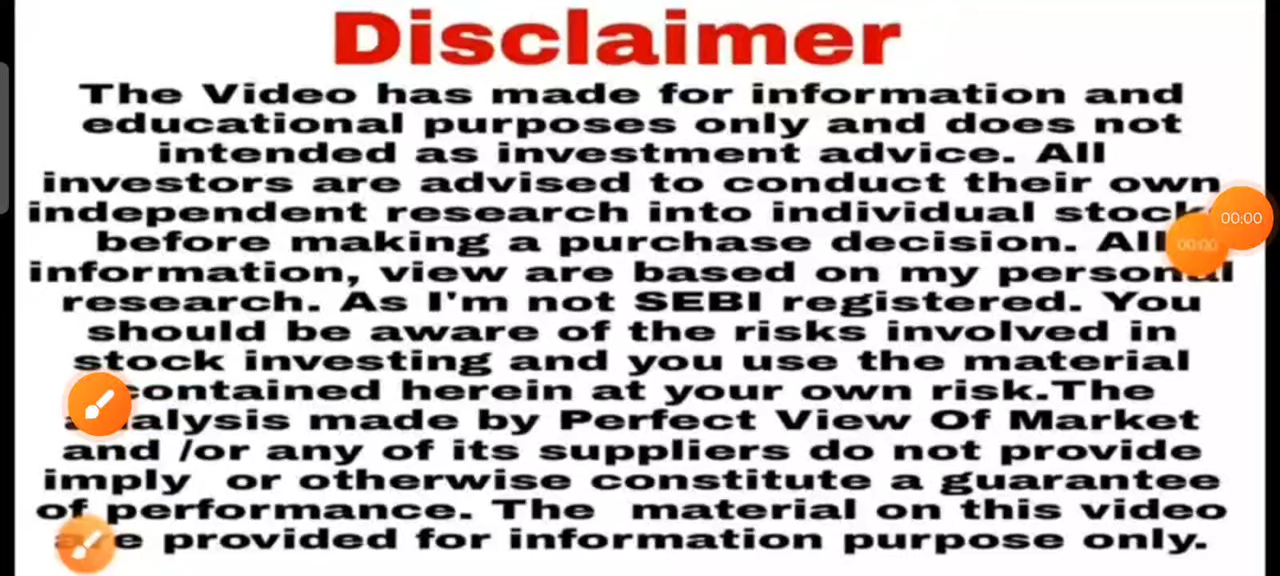 Disclaimer
The Video has made for information and
educational purposes only and does not
intended as investment advice. All
investors are advised to conduct their own
independent research into individual stock
before making a purchase decision. All
information, view are based on my personal
research. As I'm not SEBI registered. You
should be aware of the risks involved in
stock investing and you use the material
contained herein at your own risk.The
analysis made by Perfect View Of Market
and /or any of its suppliers do not provide
imply or otherwise constitute a guarantee
of performance. The material on this video
are provided for information purpose only.
00:00
00:00